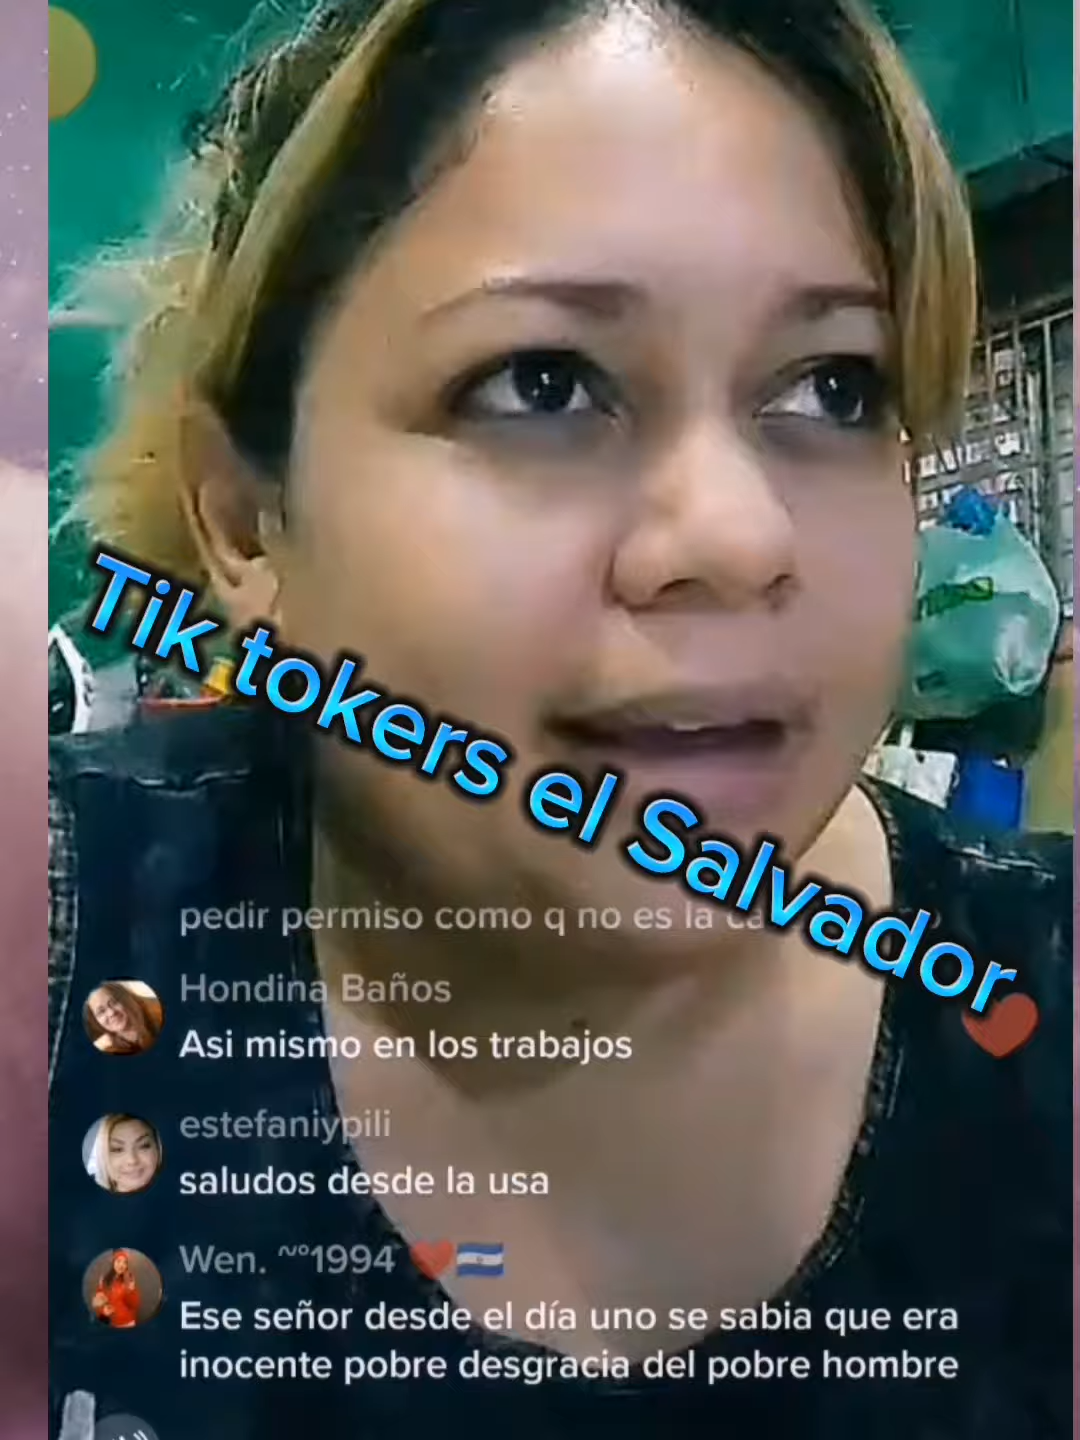 Tik tokers el Salvador
pedir permiso como q no es la
Hondina Baños
Asi mismo en los trabajos
estefaniypili
saludos desde la usa
Wen. ~°1994 ❤️🇸🇻
Ese señor desde el día uno se sabia que era
inocente pobre desgracia del pobre hombre